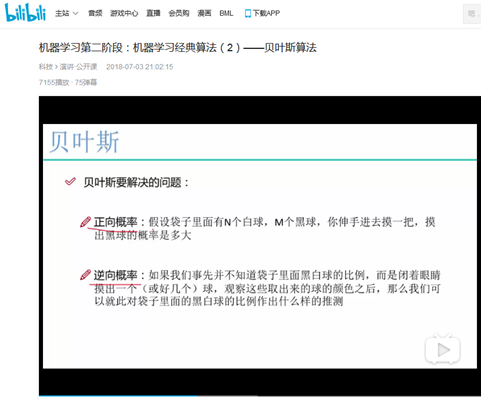 bilibili 主站 音频 游戏中心 直播 会员购 漫画 BML 下载APP 嗯,
机器学习第二阶段：机器学习经典算法（2）——贝叶斯算法
科技 > 演讲·公开课 2018-07-03 21:02:15
7155播放 · 75弹幕
贝叶斯
贝叶斯要解决的问题：
正向概率：假设袋子里面有N个白球，M个黑球，你伸手进去摸一把，摸
出黑球的概率是多大
逆向概率：如果我们事先并不知道袋子里面黑白球的比例，而是闭着眼睛
摸出一个（或好几个）球，观察这些取出来的球的颜色之后，那么我们可
以就此对袋子里面的黑白球的比例作出什么样的推测